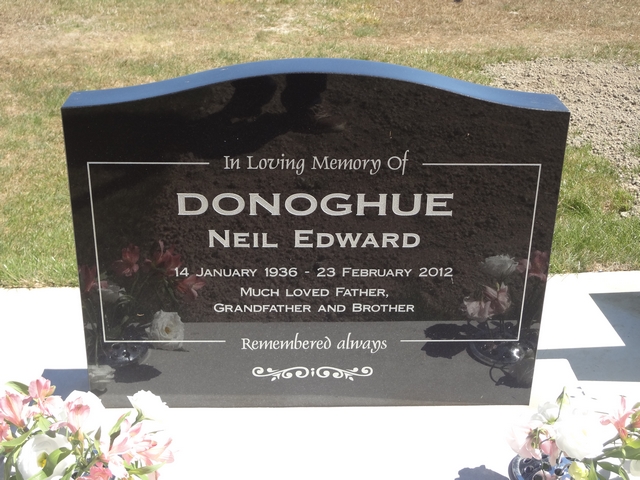 In Loving Memory Of
DONOGHUE
NEIL EDWARD
14 JANUARY 1936 - 23 FEBRUARY 2012
MUCH LOVED FATHER,
GRANDFATHER AND BROTHER
Remembered always